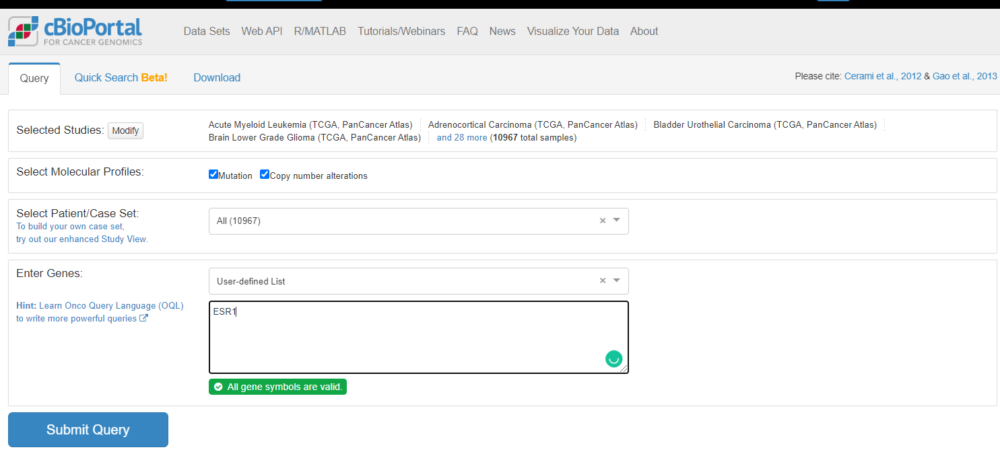 cBioPortal
FOR CANCER GENOMICS
Data Sets Web API R/MATLAB Tutorials/Webinars FAQ News Visualize Your Data About
Query Quick Search Beta! Download
Please cite: Cerami et al., 2012 & Gao et al., 2013
Selected Studies: Modify
Acute Myeloid Leukemia (TCGA, PanCancer Atlas) Adrenocortical Carcinoma (TCGA, PanCancer Atlas) Bladder Urothelial Carcinoma (TCGA, PanCancer Atlas)
Brain Lower Grade Glioma (TCGA, PanCancer Atlas) and 28 more (10967 total samples)
Select Molecular Profiles:
Mutation Copy number alterations
Select Patient/Case Set:
To build your own case set,
try out our enhanced Study View.
All (10967)
Enter Genes:
User-defined List
Hint: Learn Onco Query Language (OQL)
to write more powerful queries
ESR1
All gene symbols are valid.
Submit Query